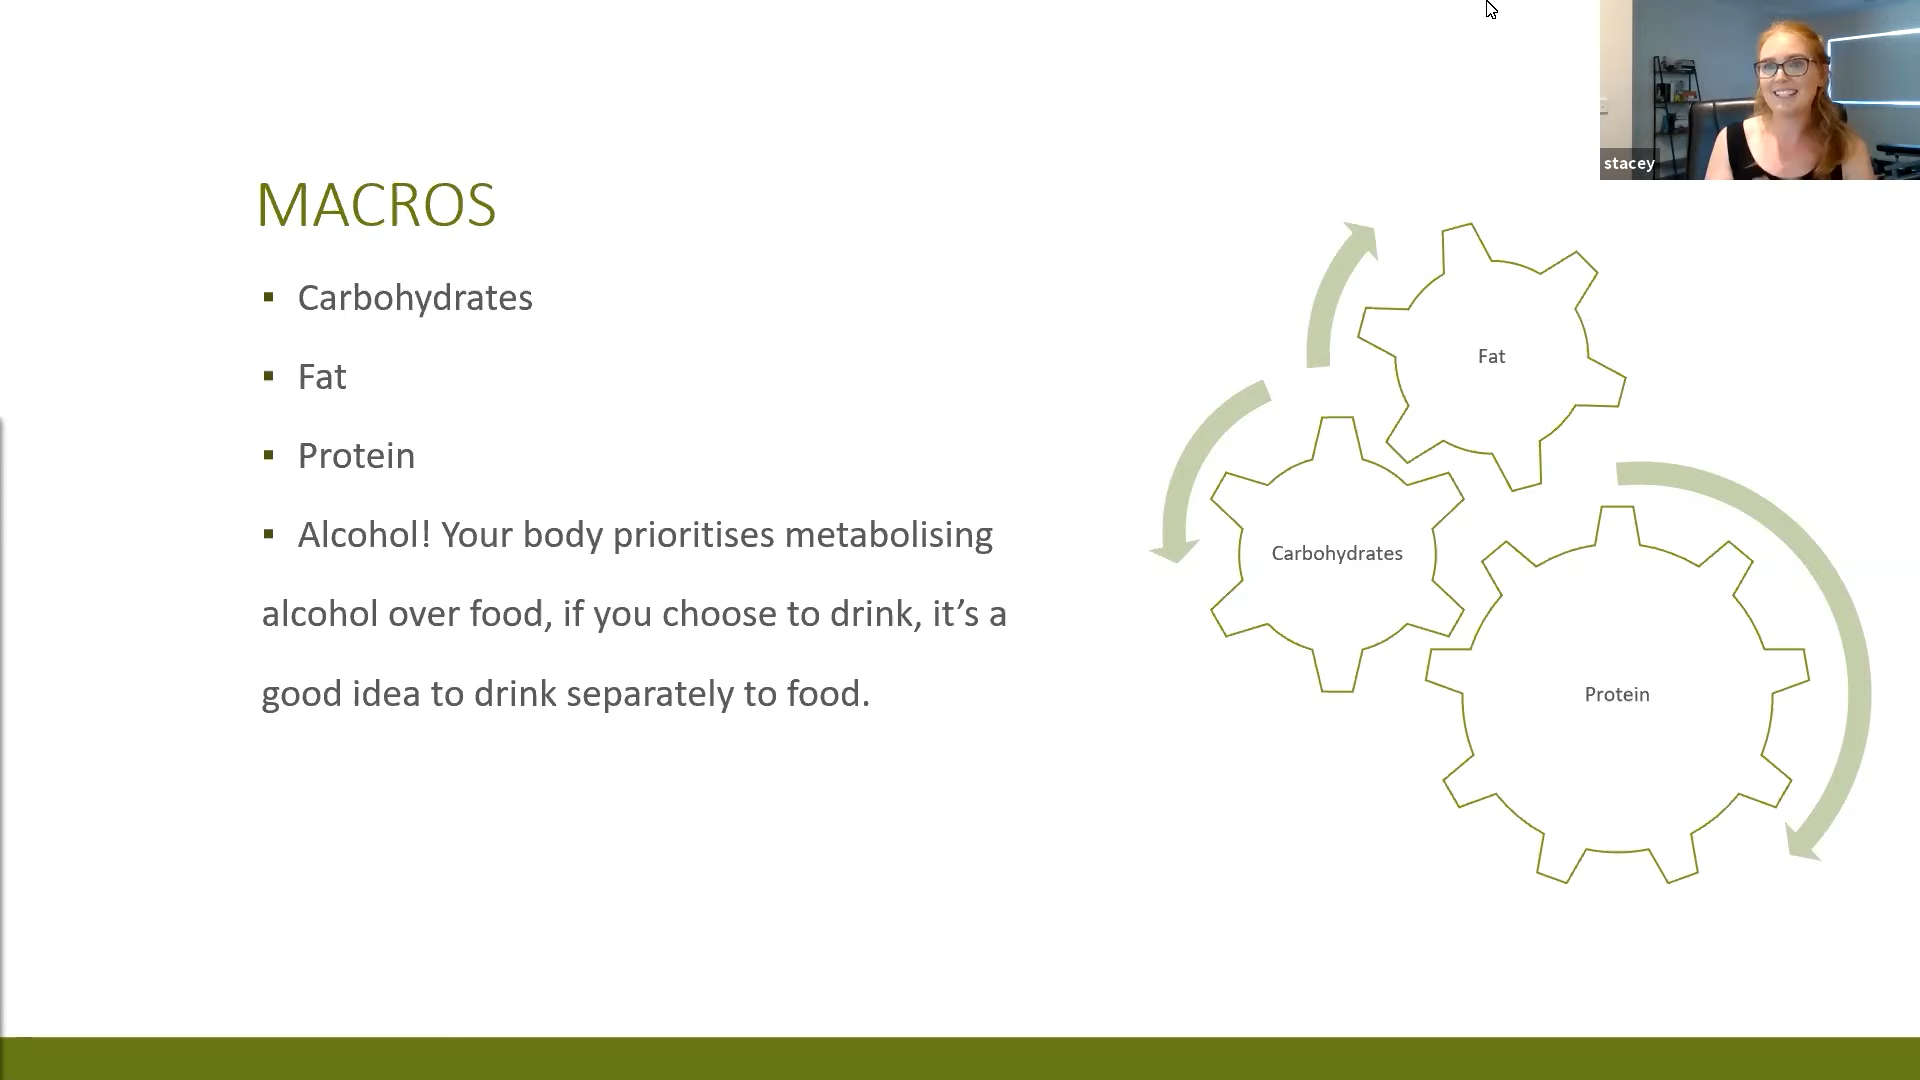 MACROS
▪ Carbohydrates
▪ Fat
▪ Protein
▪ Alcohol! Your body prioritises metabolising
alcohol over food, if you choose to drink, it’s a
good idea to drink separately to food.
Fat
Carbohydrates
Protein
stacey